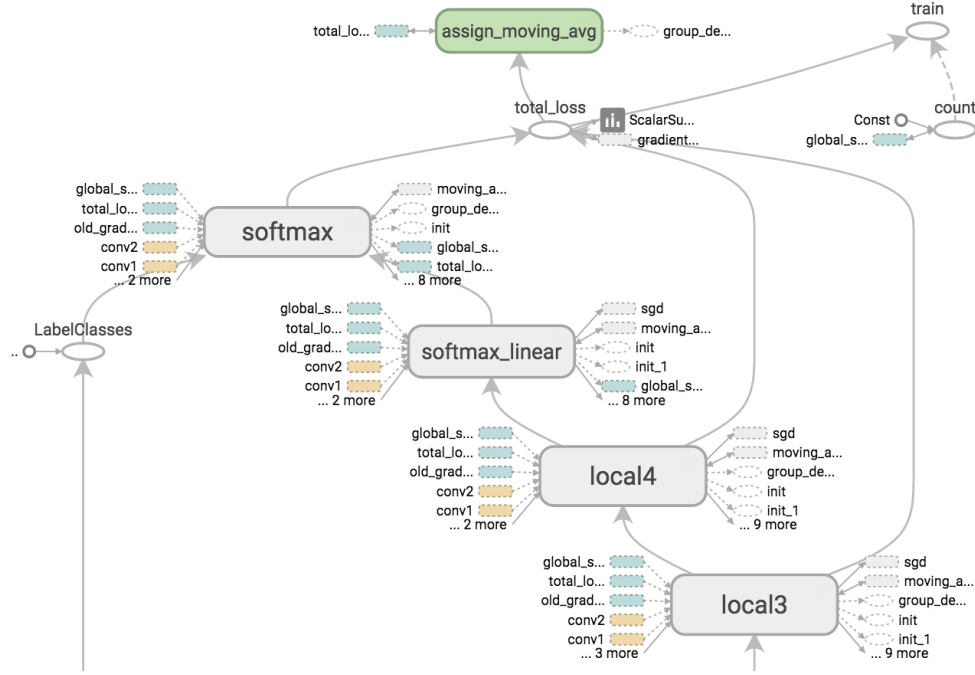 train
total_lo...
assign_moving_avg
group_de...
total_loss
ScalarSu...
gradient...
Const
count
global_s...
global_s...
total_lo...
old_grad...
conv2
conv1
... 2 more
softmax
moving_a...
group_de...
init
global_s...
total_lo...
... 8 more
LabelClasses
..
global_s...
total_lo...
old_grad...
conv2
conv1
... 2 more
softmax_linear
sgd
moving_a...
init
init_1
global_s...
... 8 more
global_s...
total_lo...
old_grad...
conv2
conv1
... 2 more
local4
sgd
moving_a...
group_de...
init
init_1
... 9 more
global_s...
total_lo...
old_grad...
conv2
conv1
... 3 more
local3
sgd
moving_a...
group_de...
init
init_1
... 9 more